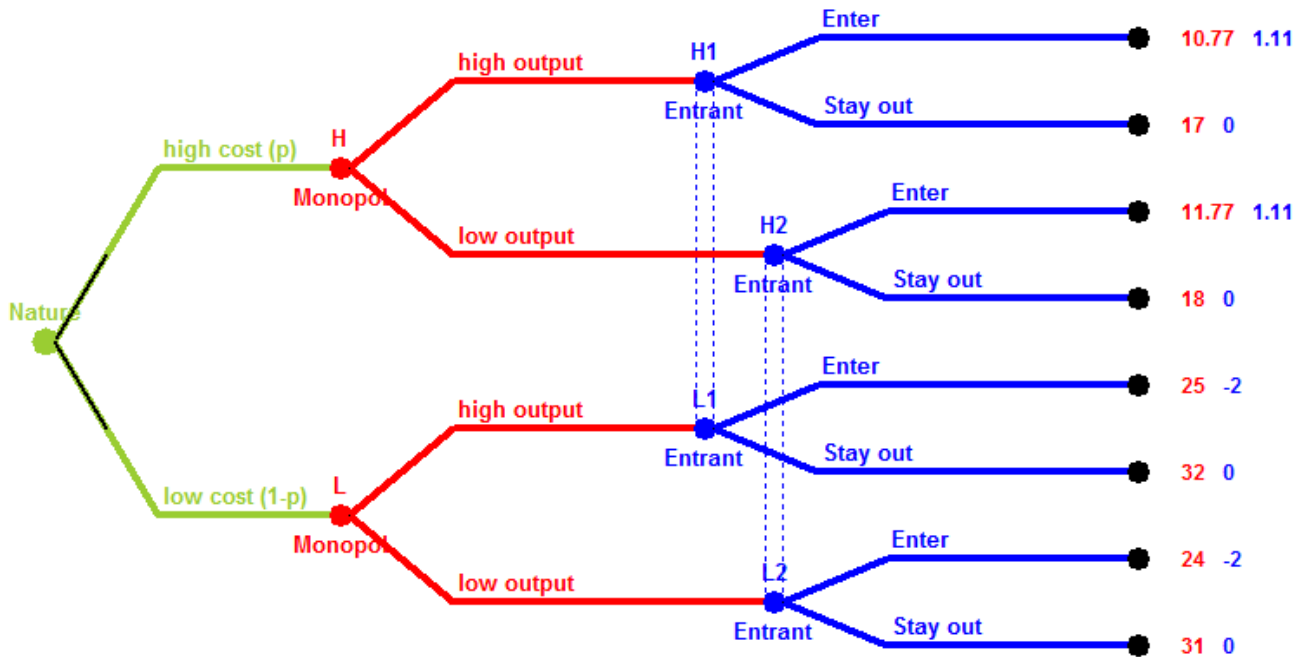 Enter
10.77 1.11
H1
high output
Entrant
Stay out
17 0
high cost (p)
H
Monopol
Enter
11.77 1.11
H2
low output
Entrant
Stay out
18 0
Nature
Enter
25 -2
L1
high output
Entrant
Stay out
32 0
low cost (1-p)
L
Monopol
Enter
24 -2
L2
low output
Entrant
Stay out
31 0